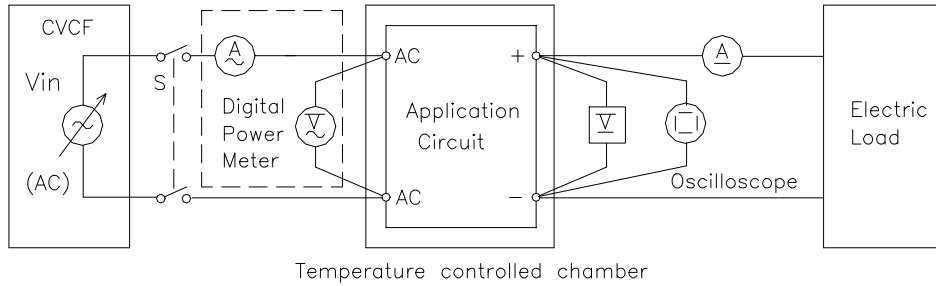 CVCF
Vin
(AC)
S
A
Digital
Power
Meter
V
AC
AC
Application
Circuit
+
−
V
A
Oscilloscope
Electric
Load
Temperature controlled chamber